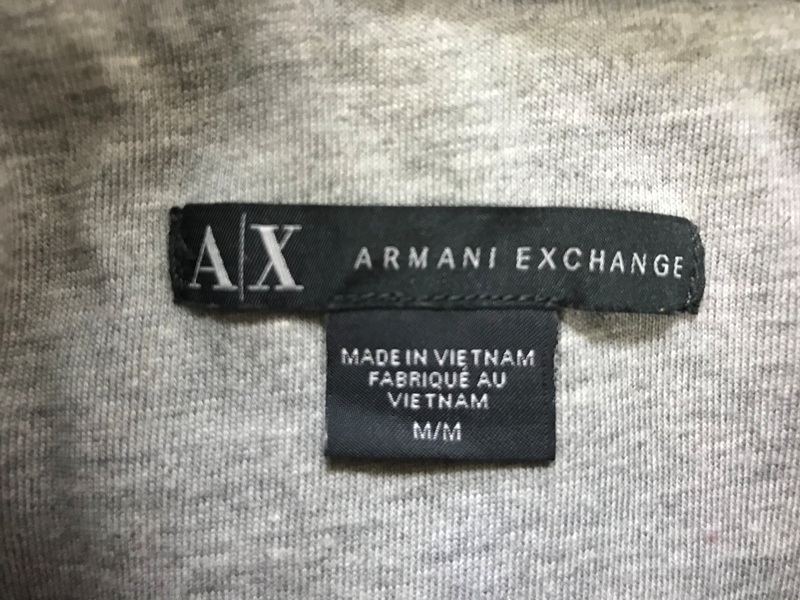 A|X ARMANI EXCHANGE
MADE IN VIETNAM
FABRIQUÉ AU
VIETNAM
M/M